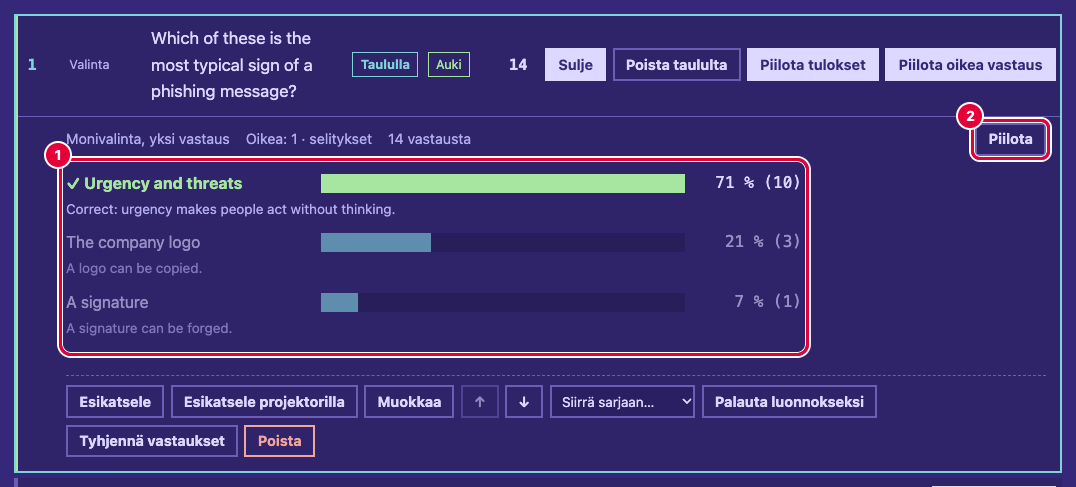 1
Valinta
Which of these is the
most typical sign of a
phishing message?
Taululla
Auki
14
Sulje
Poista taululta
Piilota tulokset
Piilota oikea vastaus
Monivalinta, yksi vastaus
Oikea: 1 · selitykset
14 vastausta
2
Piilota
1
✓ Urgency and threats
71 % (10)
Correct: urgency makes people act without thinking.
The company logo
21 % (3)
A logo can be copied.
A signature
7 % (1)
A signature can be forged.
Esikatsele
Esikatsele projektorilla
Muokkaa
↑
↓
Siirrä sarjaan...
Palauta luonnokseksi
Tyhjennä vastaukset
Poista